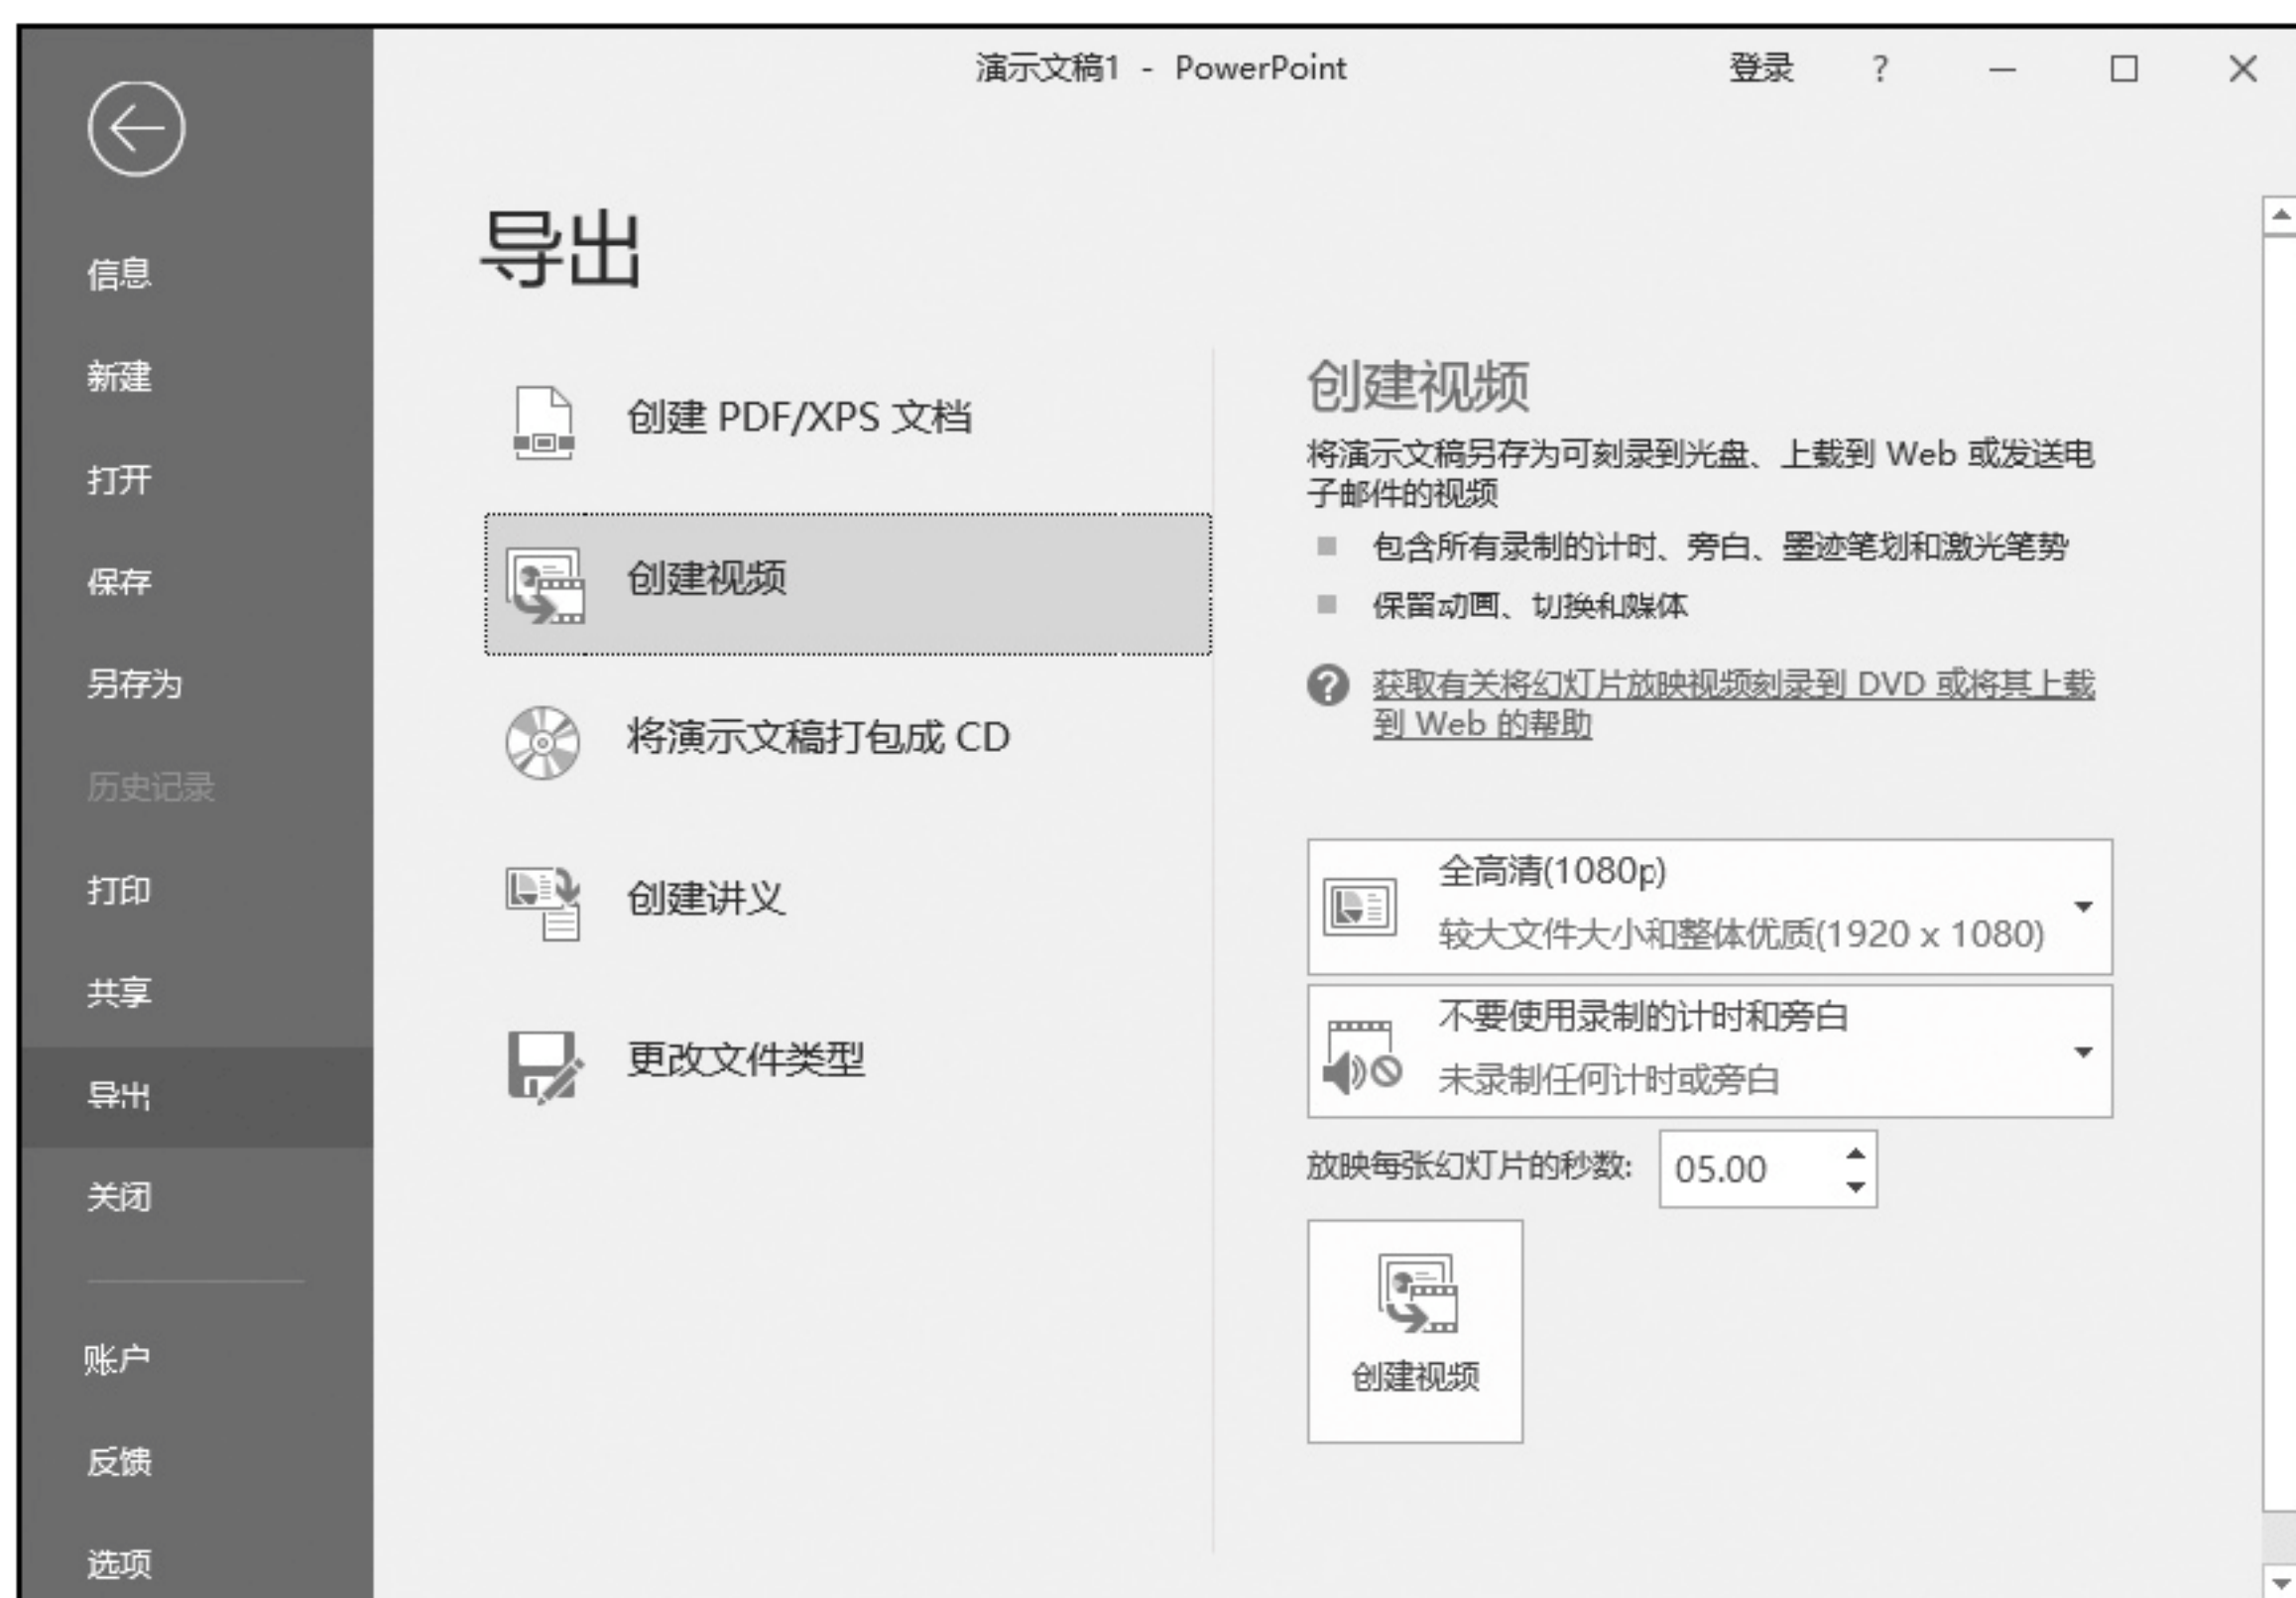 演示文稿1 - PowerPoint
登录 ?
信息
新建
打开
保存
另存为
历史记录
打印
共享
导出
关闭
账户
反馈
选项
导出
创建 PDF/XPS 文档
创建视频
将演示文稿打包成 CD
创建讲义
更改文件类型
创建视频
将演示文稿另存为可刻录到光盘、上载到 Web 或发送电
子邮件的视频
包含所有录制的计时、旁白、墨迹笔划和激光笔势
保留动画、切换和媒体
获取有关将幻灯片放映视频刻录到 DVD 或将其上载
到 Web 的帮助
全高清(1080p)
较大文件大小和整体优质(1920 x 1080)
不要使用录制的计时和旁白
未录制任何计时或旁白
放映每张幻灯片的秒数: 05.00
创建视频